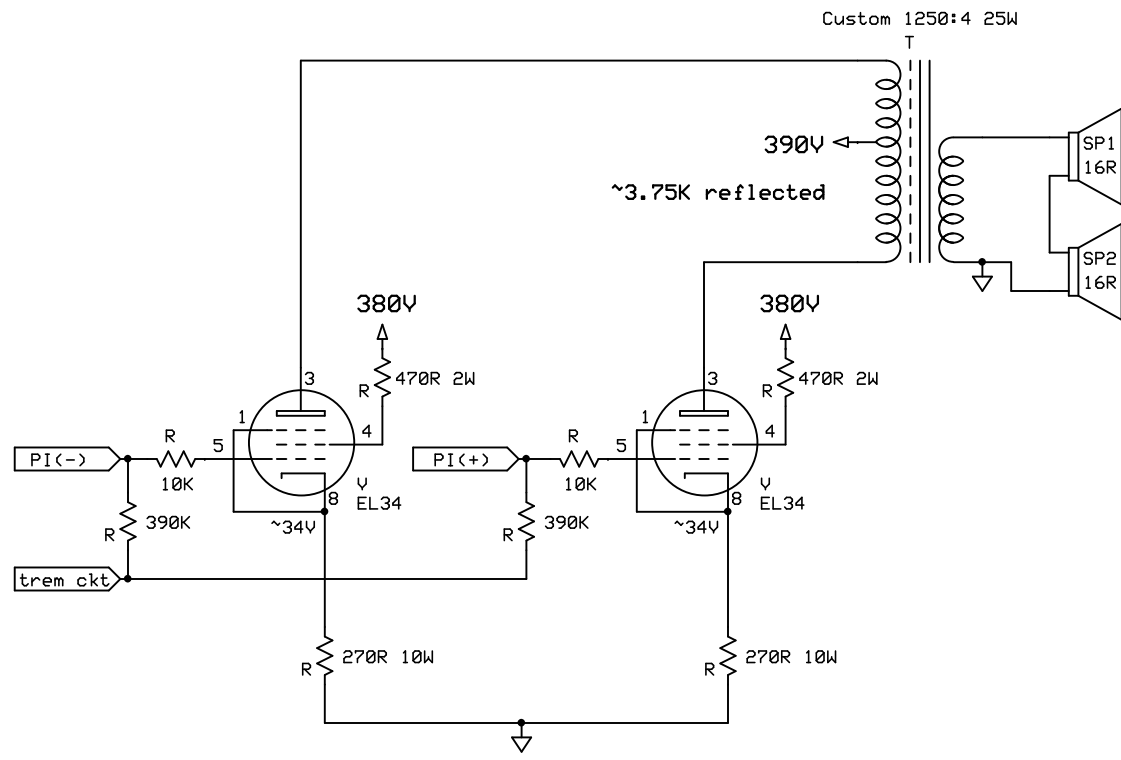 Custom 1250:4 25W
T
390V
SP1
16R
~3.75K reflected
SP2
16R
380V
380V
R
470R 2W
R
470R 2W
3
3
1
1
4
4
5
5
R
R
PI(-)
PI(+)
10K
10K
V
EL34
V
EL34
8
8
R
390K
R
390K
~34V
~34V
trem ckt
R
270R 10W
R
270R 10W